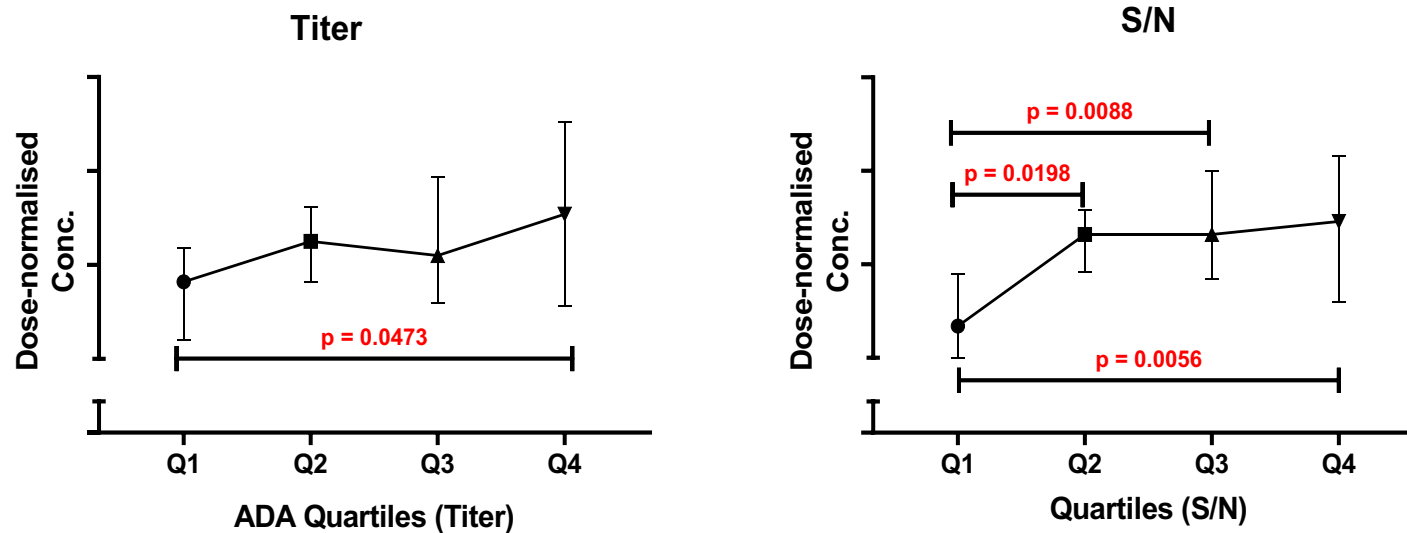 Titer
Dose-normalised
Conc.
p = 0.0473
Q1 Q2 Q3 Q4
ADA Quartiles (Titer)
S/N
Dose-normalised
Conc.
p = 0.0088
p = 0.0198
p = 0.0056
Q1 Q2 Q3 Q4
Quartiles (S/N)